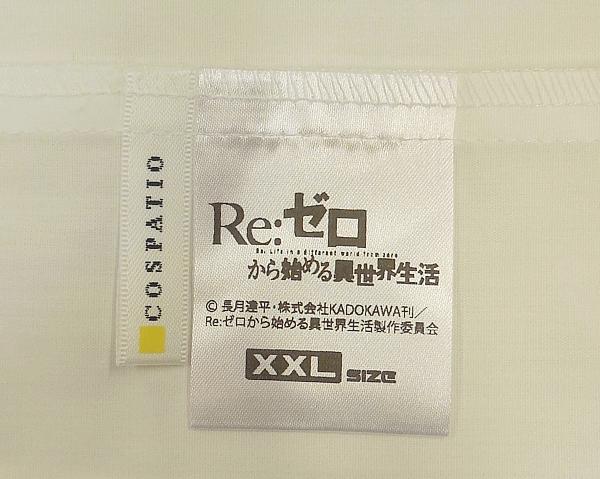 COSPATIO
Re:ゼロ
Re: Life in a different world from zero
から始める異世界生活
© 長月達平・株式会社KADOKAWA刊／
Re:ゼロから始める異世界生活製作委員会
XXL SIZE